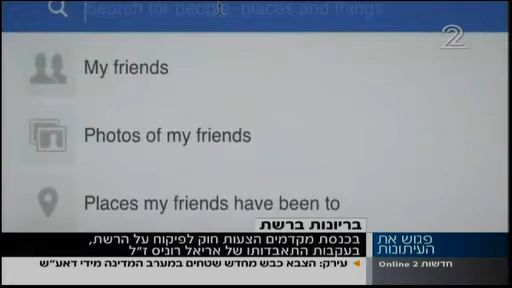 Search for people, places and things
2
My friends
Photos of my friends
Places my friends have been to
בריונות ברשת
בכנסת מקדמים הצעות חוק לפיקוח על הרשת,
בעקבות התאבדותו של אריאל רוניס ז"ל
פגוש את
העיתונות
חדשות 2 Online
עירק: הצבא כבש מחדש שטחים במערב המדינה מידי דאע"ש